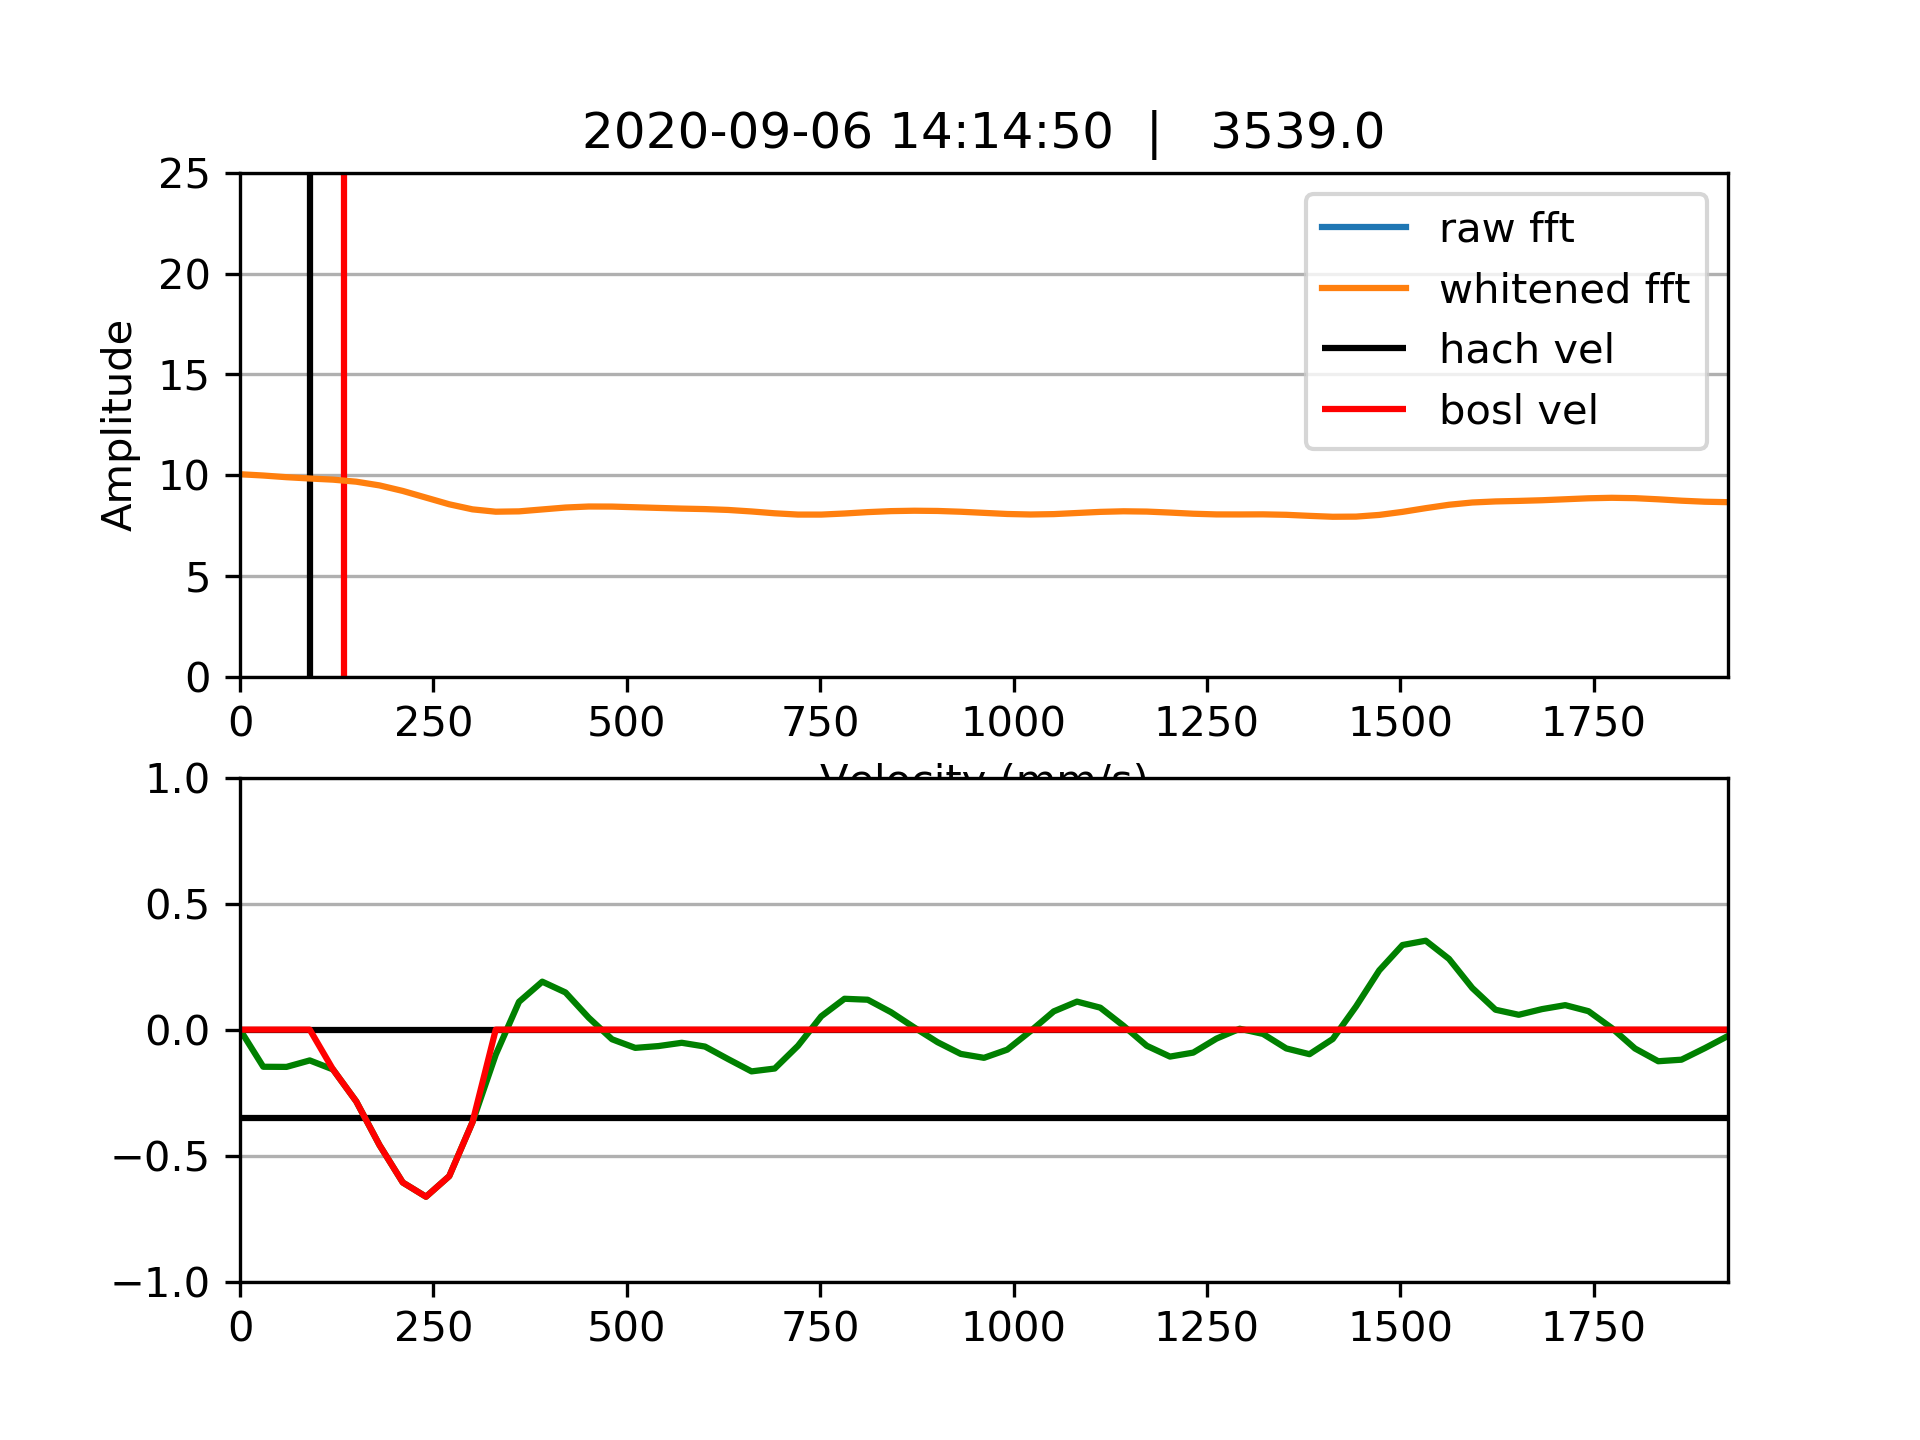 2020-09-06 14:14:50 | 3539.0
25
20
15
10
5
0
Amplitude
raw fft
whitened fft
hach vel
bosl vel
0 250 500 750 1000 1250 1500 1750
Velocity (mm/s)
1.0
0.5
0.0
−0.5
−1.0
0 250 500 750 1000 1250 1500 1750